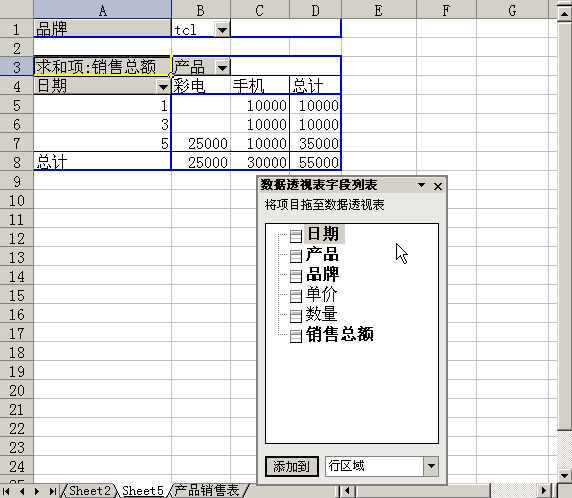 A B C D E F G
1 品牌 tcl
2
3 求和项:销售总额 产品
4 日期 彩电 手机 总计
5 1 10000 10000
6 3 10000 10000
7 5 25000 10000 35000
8 总计 25000 30000 55000
9
10
11
12
13
14
15
16
17
18
19
20
21
22
23
24
25
数据透视表字段列表
将项目拖至数据透视表
日期
产品
品牌
单价
数量
销售总额
添加到 行区域
Sheet2 Sheet5 产品销售表